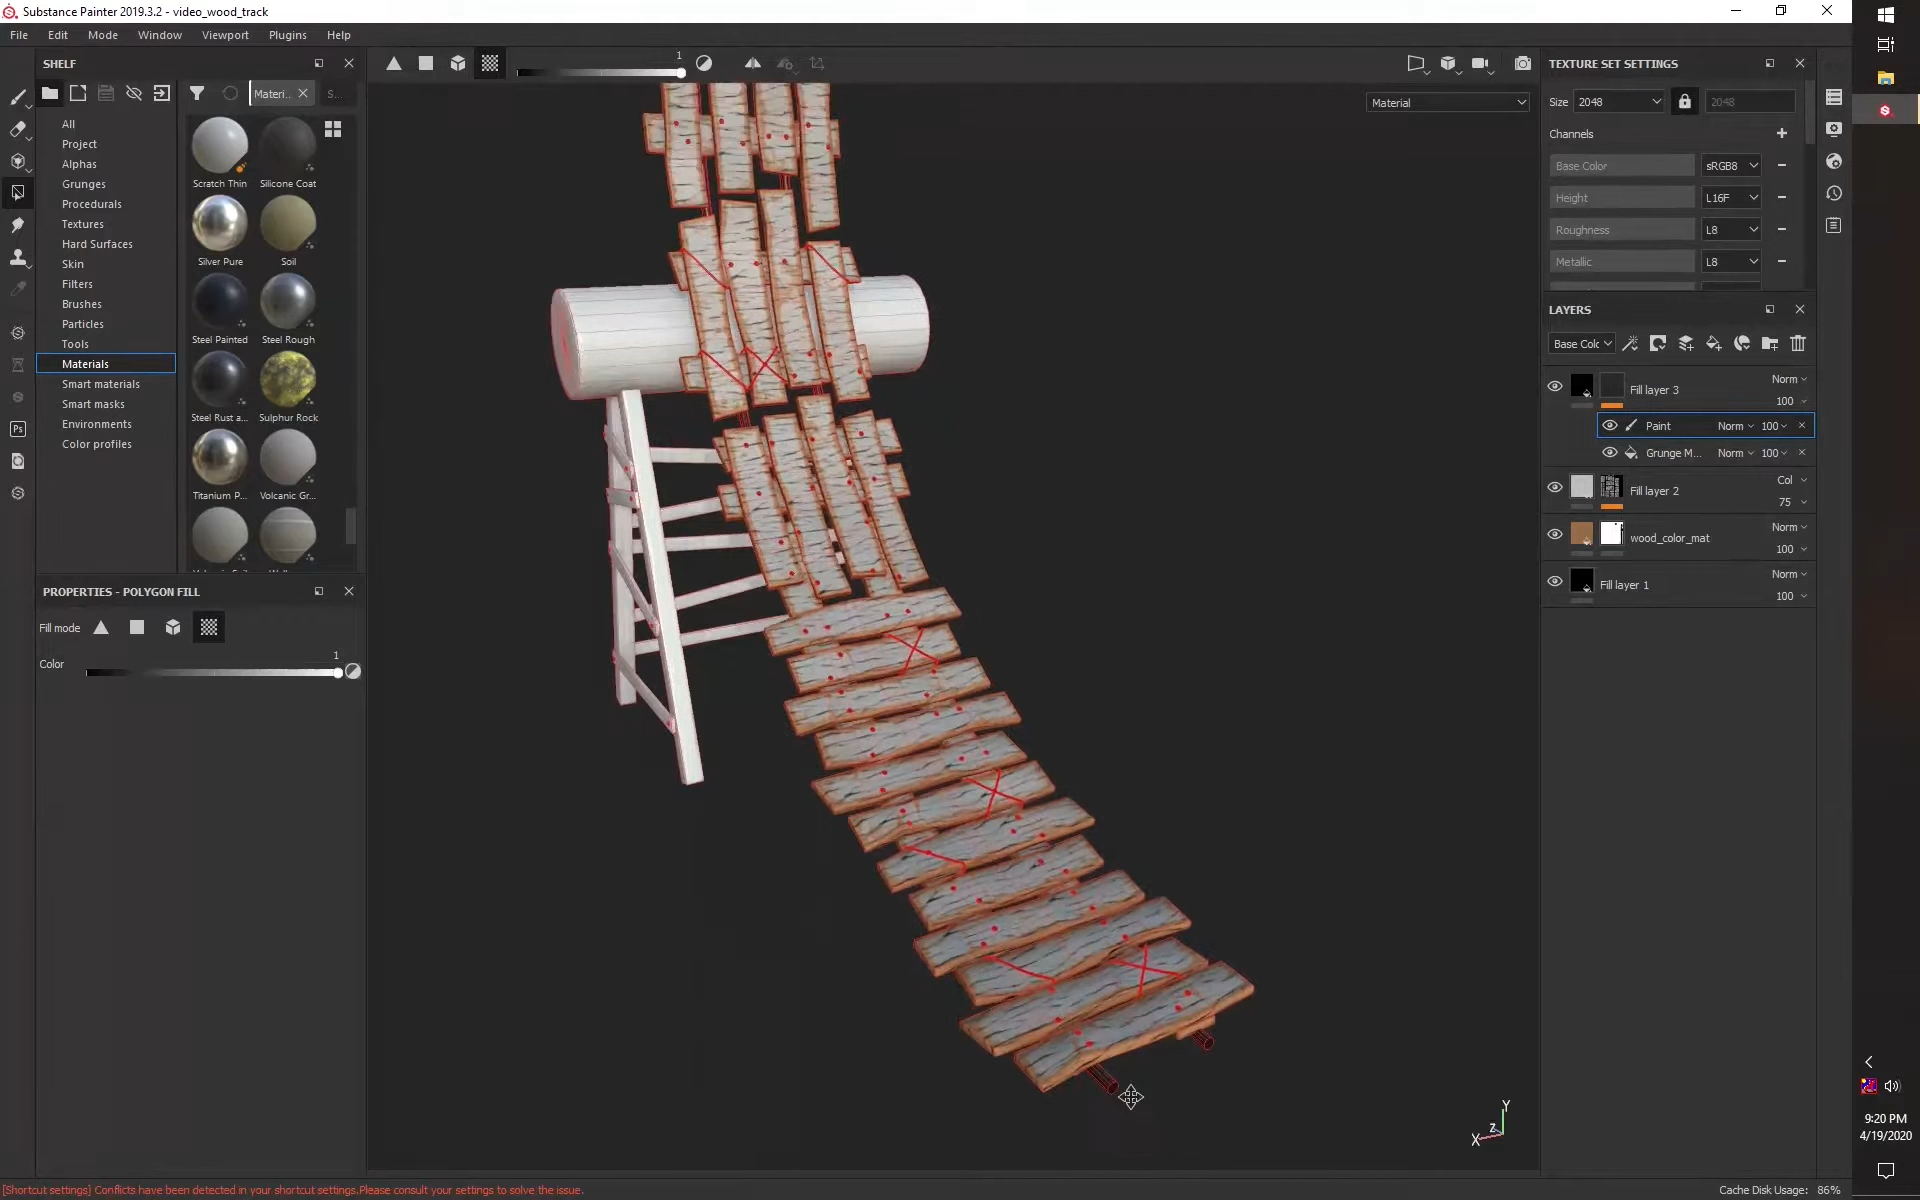 Substance Painter 2019.3.2 - video_wood_track
File Edit Mode Window Viewport Plugins Help
SHELF
Materi...
S...
All
Project
Alphas
Grunges
Procedurals
Textures
Hard Surfaces
Skin
Filters
Brushes
Particles
Tools
Materials
Smart materials
Smart masks
Environments
Color profiles
Scratch Thin Silicone Coat
Silver Pure Soil
Steel Painted Steel Rough
Steel Rust a... Sulphur Rock
Titanium P... Volcanic Gr...
PROPERTIES - POLYGON FILL
Fill mode
Color 1
1
Material
Y
Z
X
TEXTURE SET SETTINGS
Size 2048 2048
Channels
Base Color sRGB8
Height L16F
Roughness L8
Metallic L8
LAYERS
Base Colc
Fill layer 3 Norm 100
Paint Norm 100
Grunge M... Norm 100
Fill layer 2 Col 75
wood_color_mat Norm 100
Fill layer 1 Norm 100
Ps
9:20 PM
4/19/2020
[Shortcut settings] Conflicts have been detected in your shortcut settings.Please consult your settings to solve the issue.
Cache Disk Usage: 86%